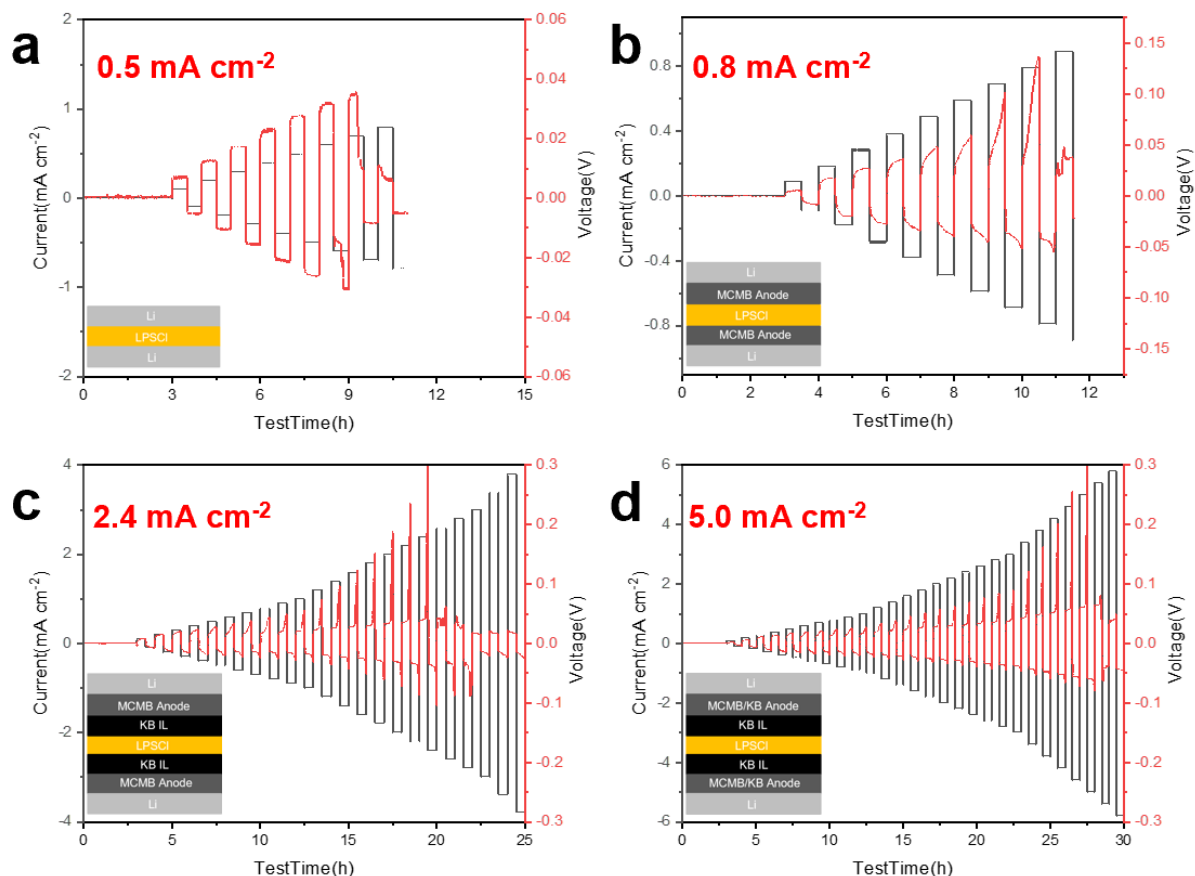 a
0.5 mA cm-2
2
1
0
-1
-2
Current(mA cm-2)
0.06
0.04
0.02
0.00
-0.02
-0.04
-0.06
Voltage(V)
Li
LPSCl
Li
0
3
6
9
12
15
TestTime(h)
b
0.8 mA cm-2
0.8
0.4
0.0
-0.4
-0.8
Current(mA cm-2)
0.15
0.10
0.05
0.00
-0.05
-0.10
-0.15
Voltage(V)
Li
MCMB Anode
LPSCl
MCMB Anode
Li
0
2
4
6
8
10
12
TestTime(h)
c
2.4 mA cm-2
4
2
0
-2
-4
Current(mA cm-2)
0.3
0.2
0.1
0.0
-0.1
-0.2
-0.3
Voltage(V)
Li
MCMB Anode
KB IL
LPSCl
KB IL
MCMB Anode
Li
0
5
10
15
20
25
TestTime(h)
d
5.0 mA cm-2
6
4
2
0
-2
-4
-6
Current(mA cm-2)
0.3
0.2
0.1
0.0
-0.1
-0.2
-0.3
Voltage(V)
Li
MCMB/KB Anode
KB IL
LPSCl
KB IL
MCMB/KB Anode
Li
0
5
10
15
20
25
30
TestTime(h)